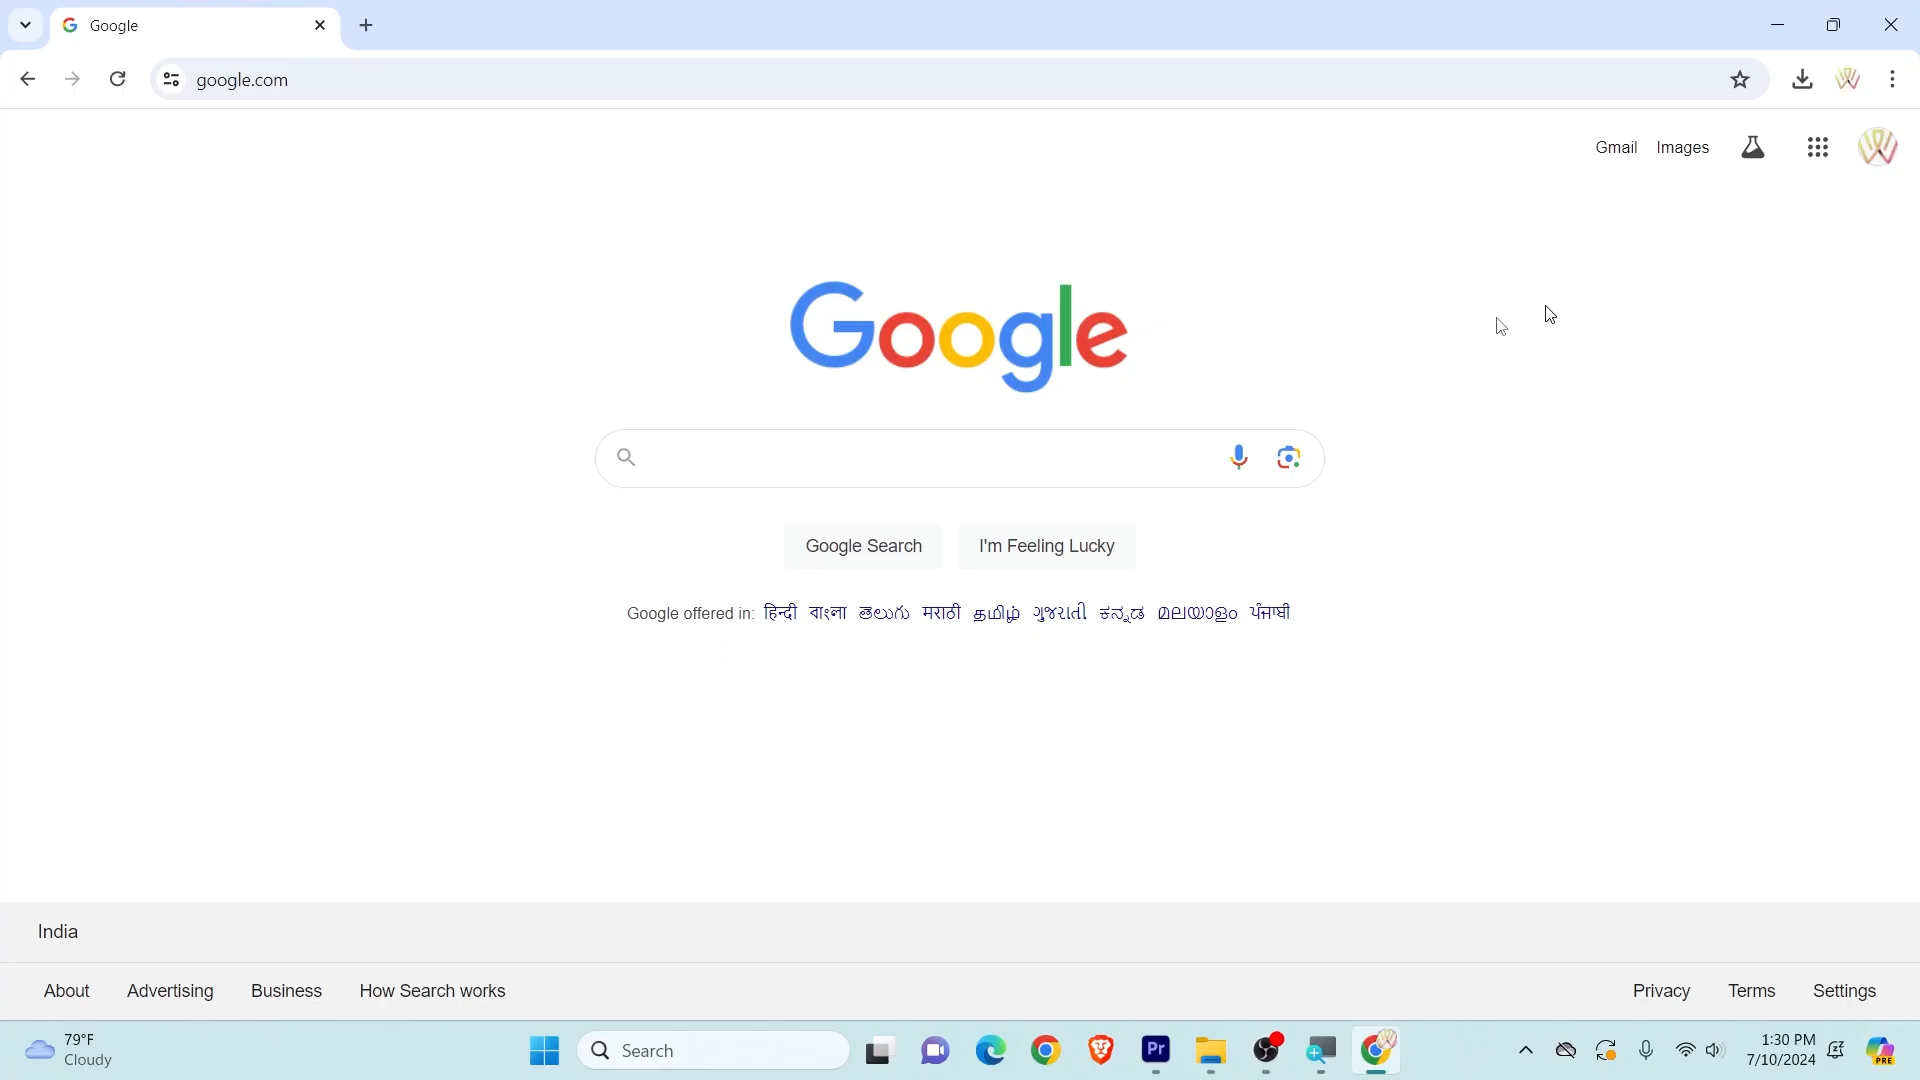 Google
google.com
Gmail Images
Google
Google Search I'm Feeling Lucky
Google offered in: हिन्दी বাংলা తెలుగు मराठी தமிழ் ગુજરાતી ಕನ್ನಡ മലയാളം ਪੰਜਾਬੀ
India
About Advertising Business How Search works Privacy Terms Settings
79°F
Cloudy
Search
Pr
1:30 PM
7/10/2024
PRE